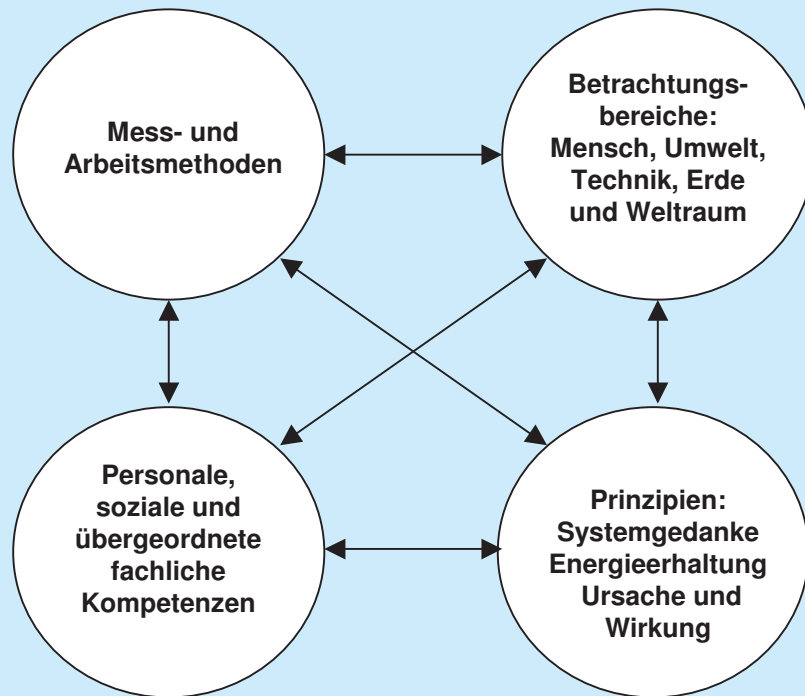 Mess- und
Arbeitsmethoden
Betrachtungs-
bereiche:
Mensch, Umwelt,
Technik, Erde
und Weltraum
Personale,
soziale und
übergeordnete
fachliche
Kompetenzen
Prinzipien:
Systemgedanke
Energieerhaltung
Ursache und
Wirkung